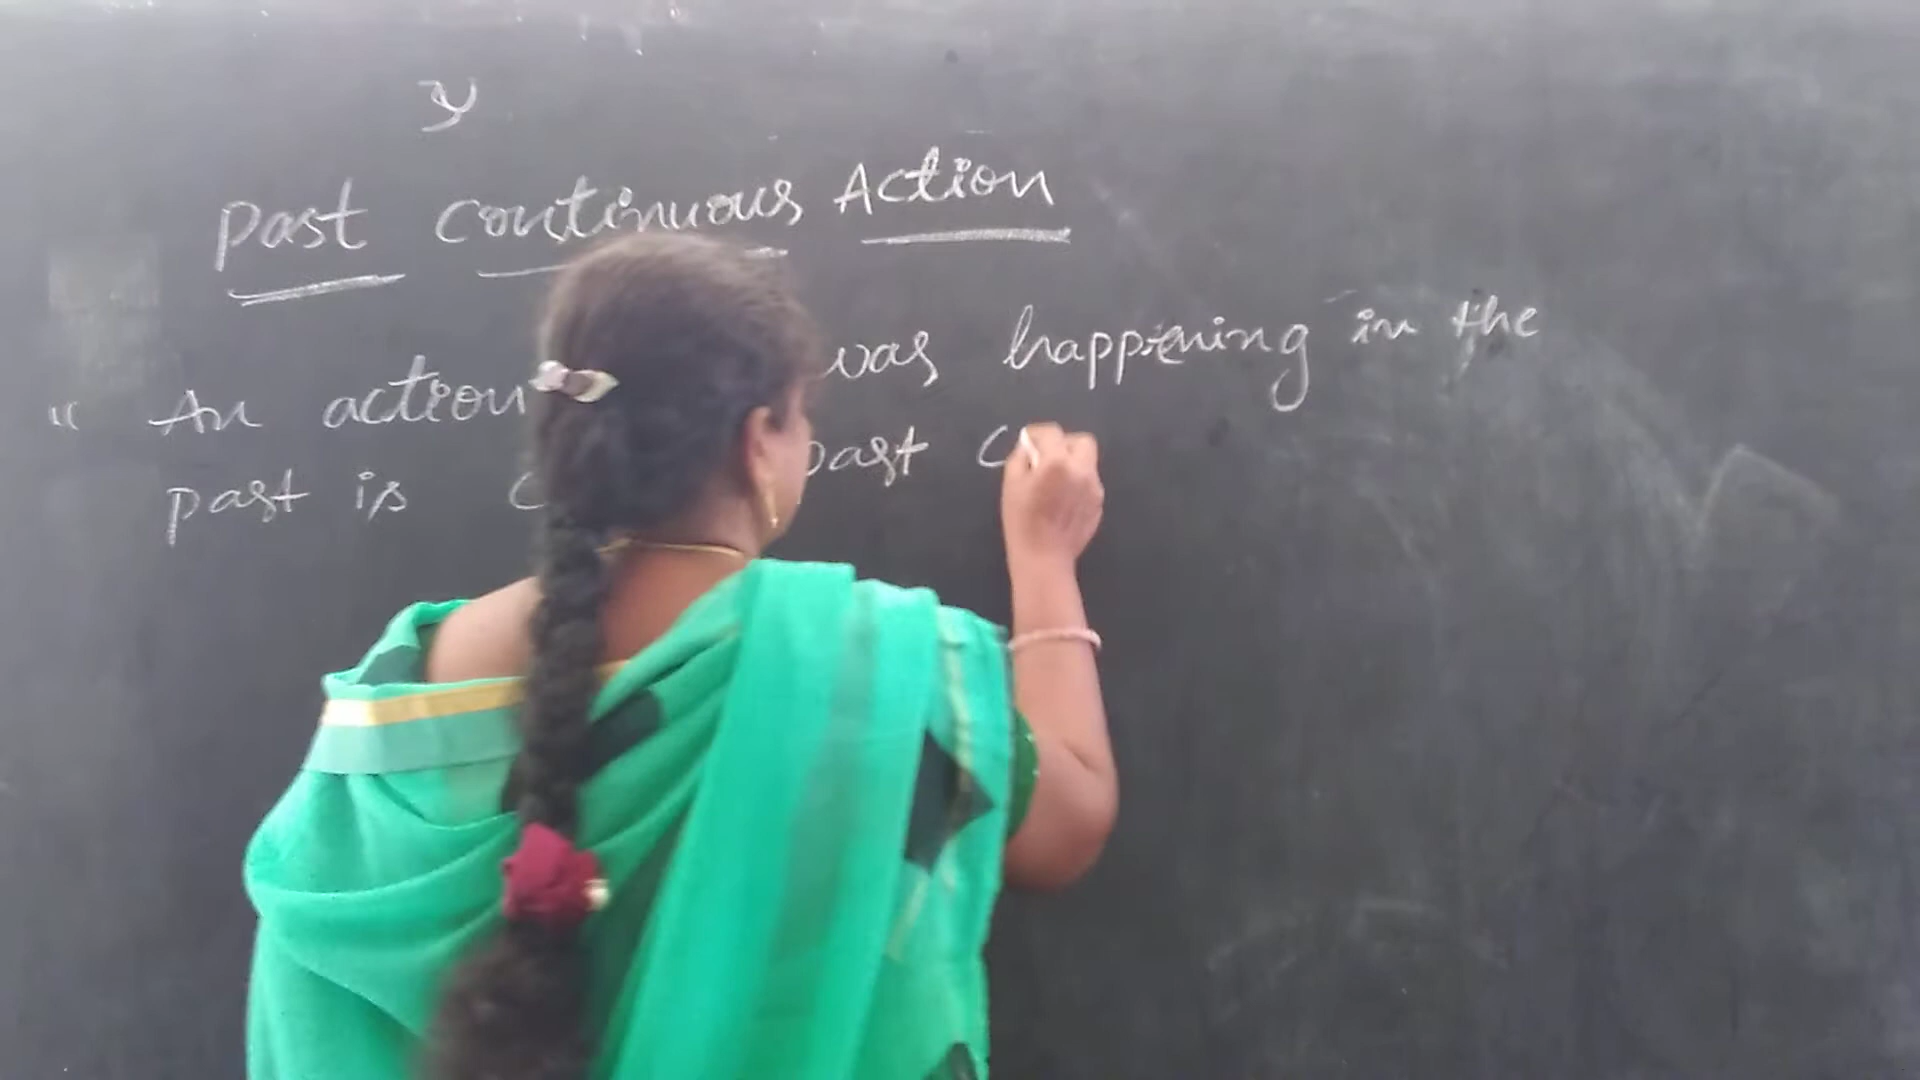 Past Continuous Action
" An action was happening in the
past is past